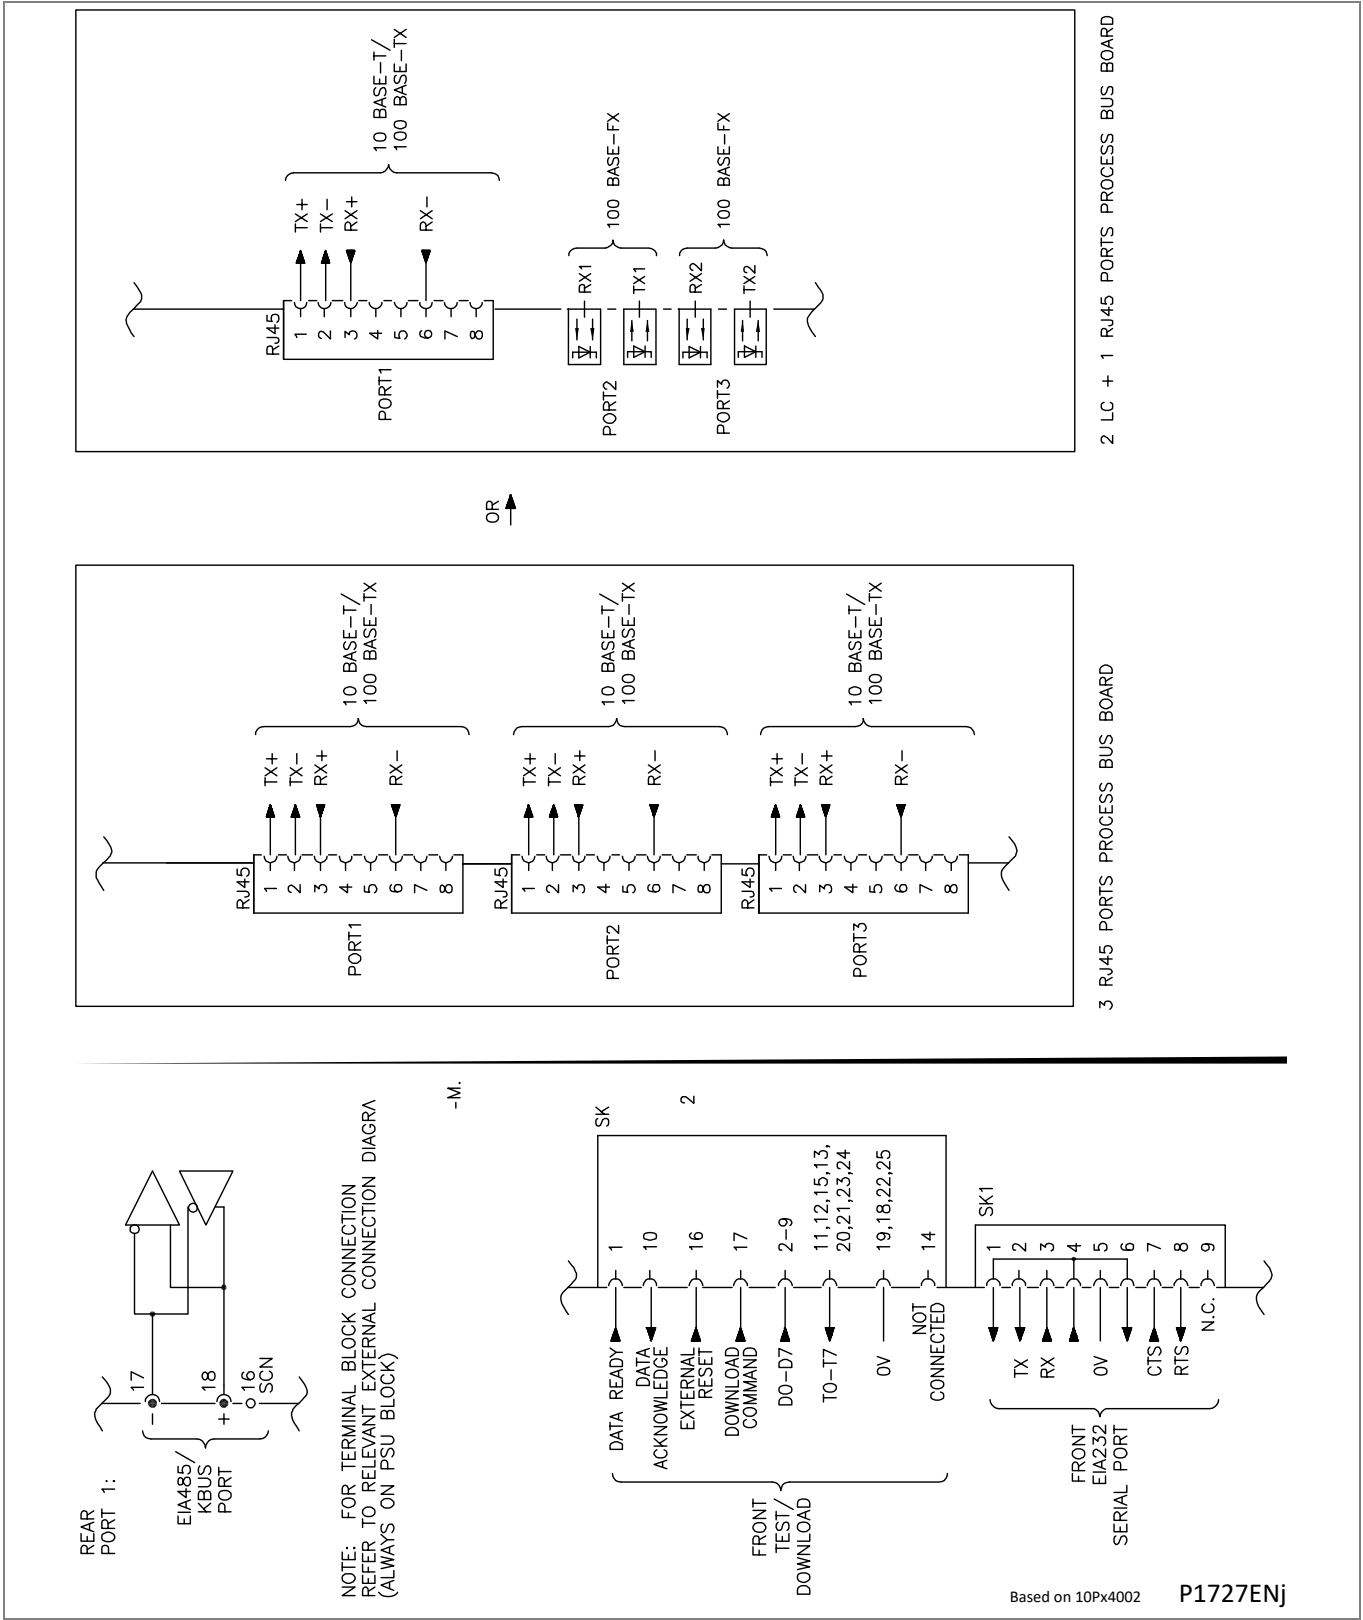 REAR
PORT 1:
EIA485/
KBUS
PORT
-
+
17
18
16
SCN
NOTE: FOR TERMINAL BLOCK CONNECTION
REFER TO RELEVANT EXTERNAL CONNECTION DIAGRA
(ALWAYS ON PSU BLOCK)
-M.
SK
2
FRONT
TEST/
DOWNLOAD
DATA READY
1
DATA
ACKNOWLEDGE
10
EXTERNAL
RESET
16
DOWNLOAD
COMMAND
17
DO-D7
2-9
TO-T7
11,12,15,13,
20,21,23,24
0V
19,18,22,25
NOT
CONNECTED
14
SK1
FRONT
EIA232
SERIAL PORT
1
TX
2
RX
3
4
0V
5
6
CTS
7
RTS
8
N.C.
9
3 RJ45 PORTS PROCESS BUS BOARD
RJ45
PORT1
1
2
3
4
5
6
7
8
TX+
TX-
RX+
RX-
10 BASE-T/
100 BASE-TX
RJ45
PORT2
1
2
3
4
5
6
7
8
TX+
TX-
RX+
RX-
10 BASE-T/
100 BASE-TX
RJ45
PORT3
1
2
3
4
5
6
7
8
TX+
TX-
RX+
RX-
10 BASE-T/
100 BASE-TX
OR
2 LC + 1 RJ45 PORTS PROCESS BUS BOARD
RJ45
PORT1
1
2
3
4
5
6
7
8
TX+
TX-
RX+
RX-
10 BASE-T/
100 BASE-TX
PORT2
RX1
TX1
100 BASE-FX
PORT3
RX2
TX2
100 BASE-FX
Based on 10Px4002
P1727ENj